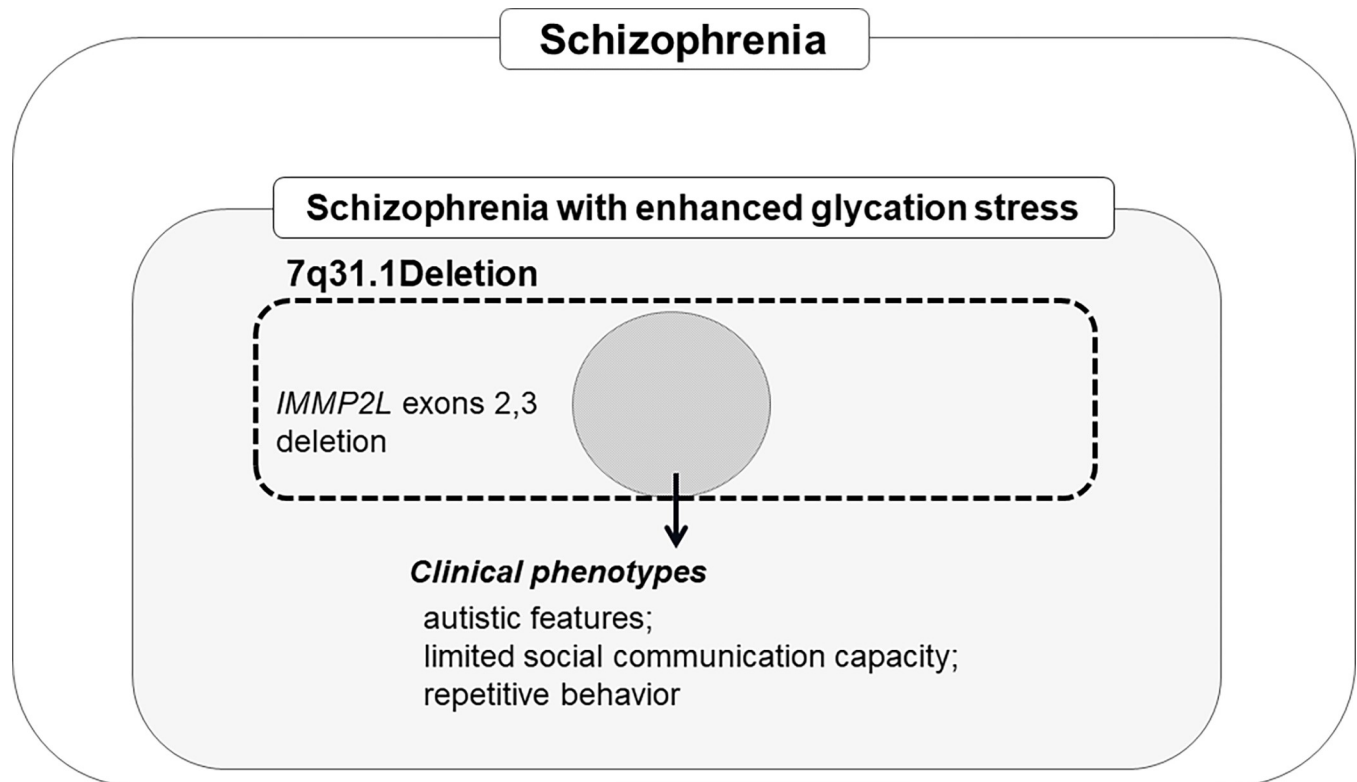 Schizophrenia
Schizophrenia with enhanced glycation stress
7q31.1Deletion
IMMP2L exons 2,3
deletion
Clinical phenotypes
autistic features;
limited social communication capacity;
repetitive behavior